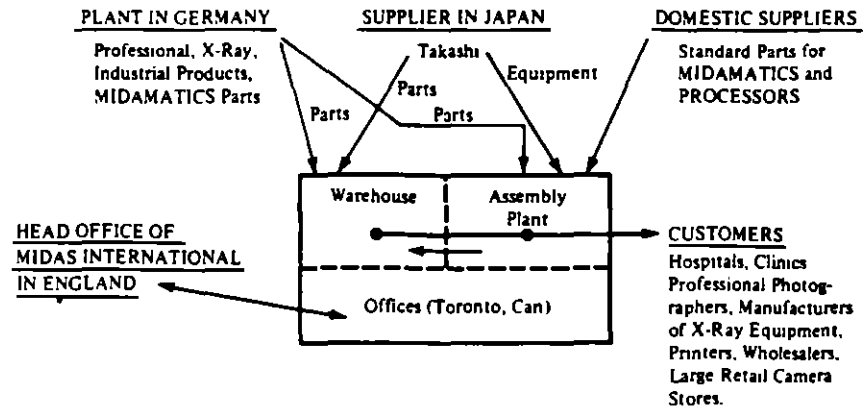 PLANT IN GERMANY
Professional, X-Ray,
Industrial Products,
MIDAMATICS Parts
SUPPLIER IN JAPAN
Takashi
DOMESTIC SUPPLIERS
Standard Parts for
MIDAMATICS and
PROCESSORS
Equipment
Parts
Parts
Parts
Warehouse
Assembly
Plant
HEAD OFFICE OF
MIDAS INTERNATIONAL
IN ENGLAND
Offices (Toronto, Can)
CUSTOMERS
Hospitals, Clinics
Professional Photog-
raphers, Manufacturers
of X-Ray Equipment,
Printers, Wholesalers,
Large Retail Camera
Stores.